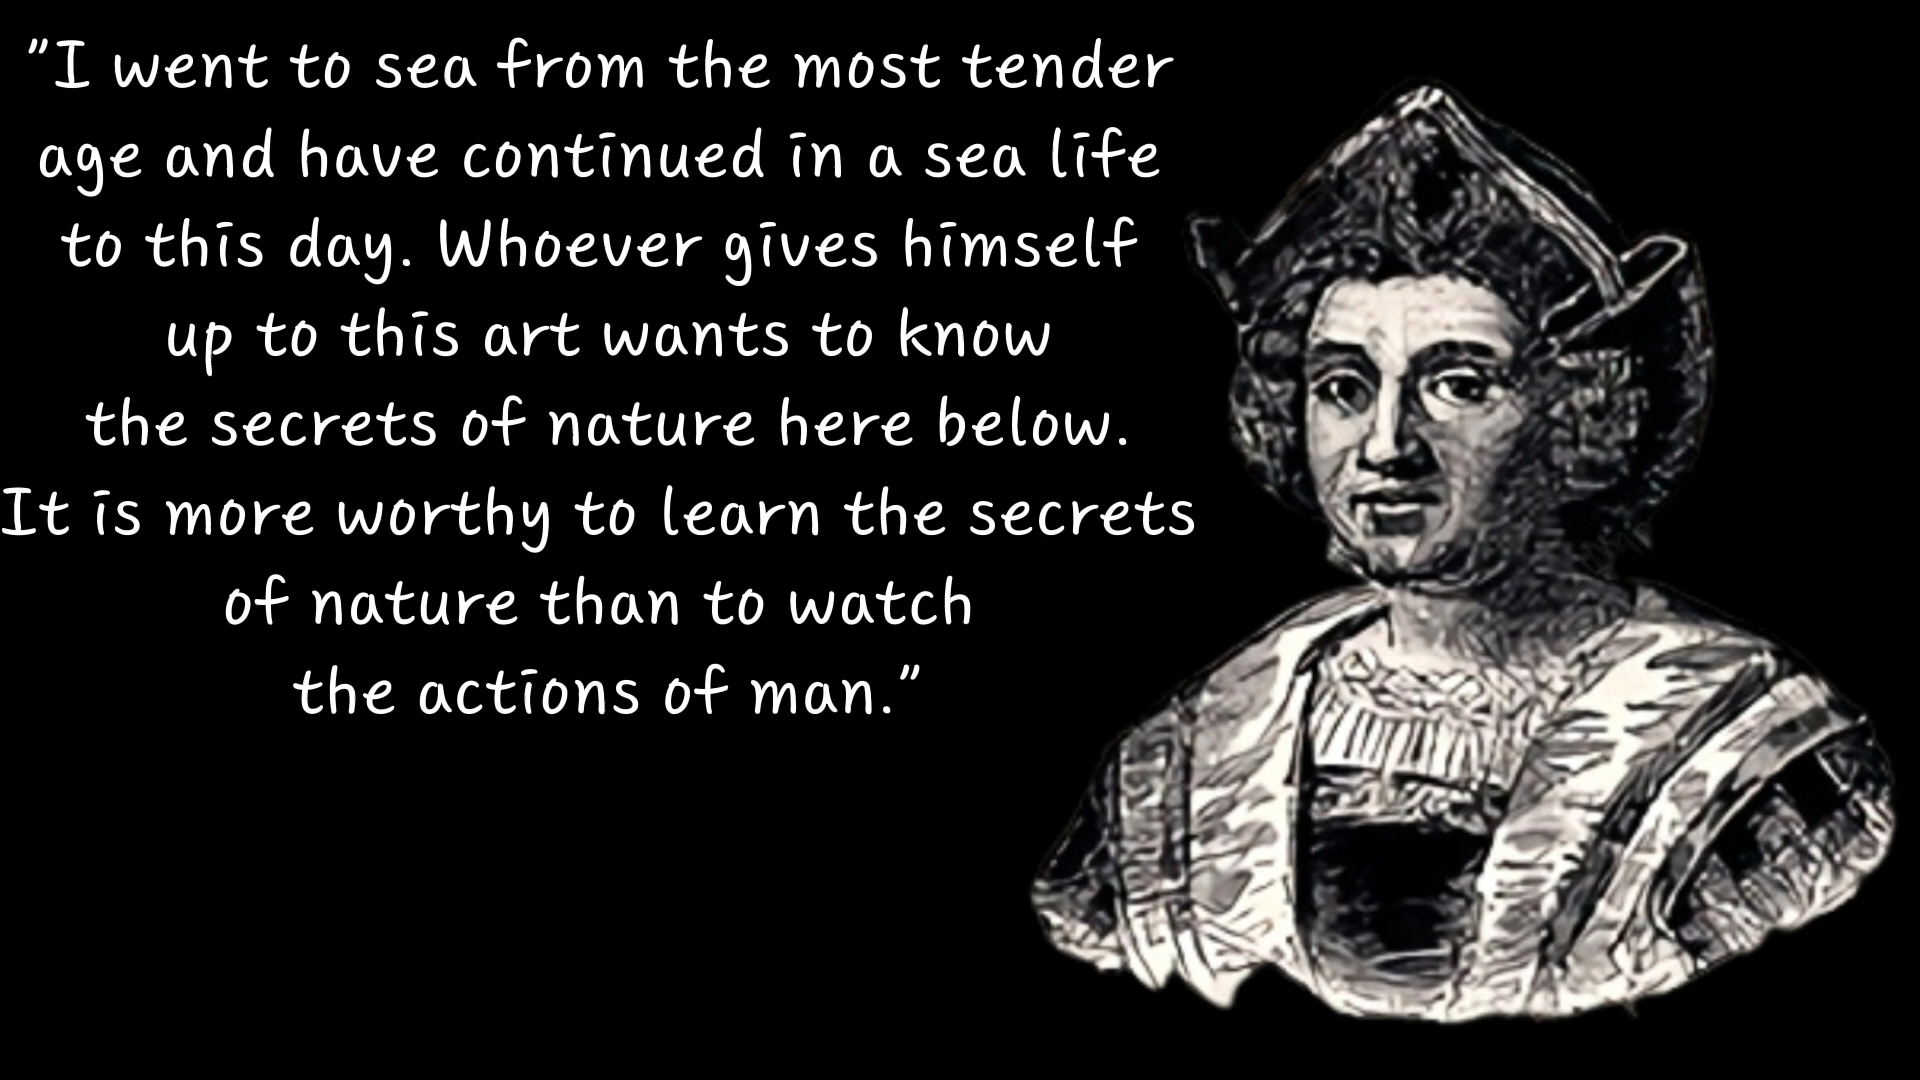 "I went to sea from the most tender
age and have continued in a sea life
to this day. Whoever gives himself
up to this art wants to know
the secrets of nature here below.
It is more worthy to learn the secrets
of nature than to watch
the actions of man."